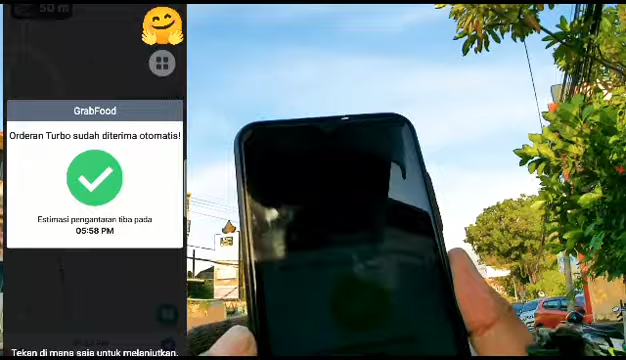 50 m
GrabFood
Orderan Turbo sudah diterima otomatis!
Estimasi pengantaran tiba pada
05:58 PM
Tekan di mana saja untuk melanjutkan.